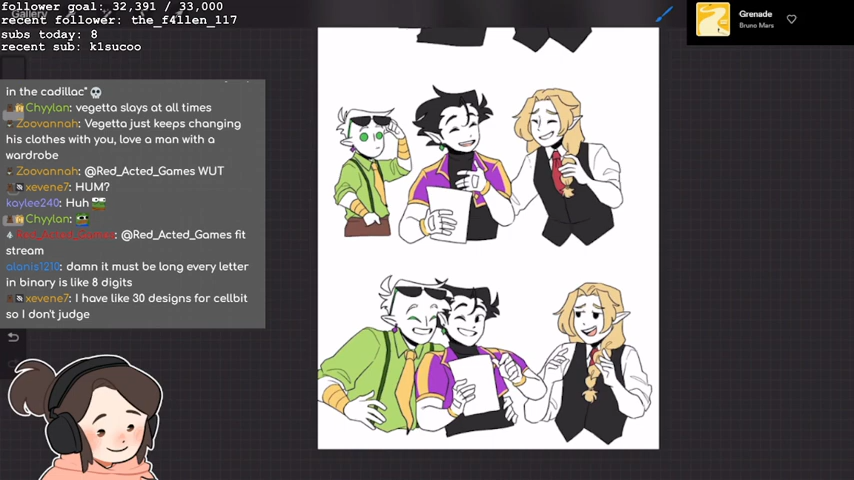 follower goal: 32,391 / 33,000
recent follower: the_f4llen_117
subs today: 8
recent sub: k1sucoo
Gallery
Grenade
Bruno Mars
in the cadillac"
Chyylan: vegetta slays at all times
Zoovannah: Vegetta just keeps changing
his clothes with you, love a man with a
wardrobe
Zoovannah: @Red_Acted_Games WUT
xevene7: HUM?
kaylee240: Huh
Chyylan:
Red_Acted_Games: @Red_Acted_Games fit
stream
alanis1210: damn it must be long every letter
in binary is like 8 digits
xevene7: I have like 30 designs for cellbit
so I don't judge